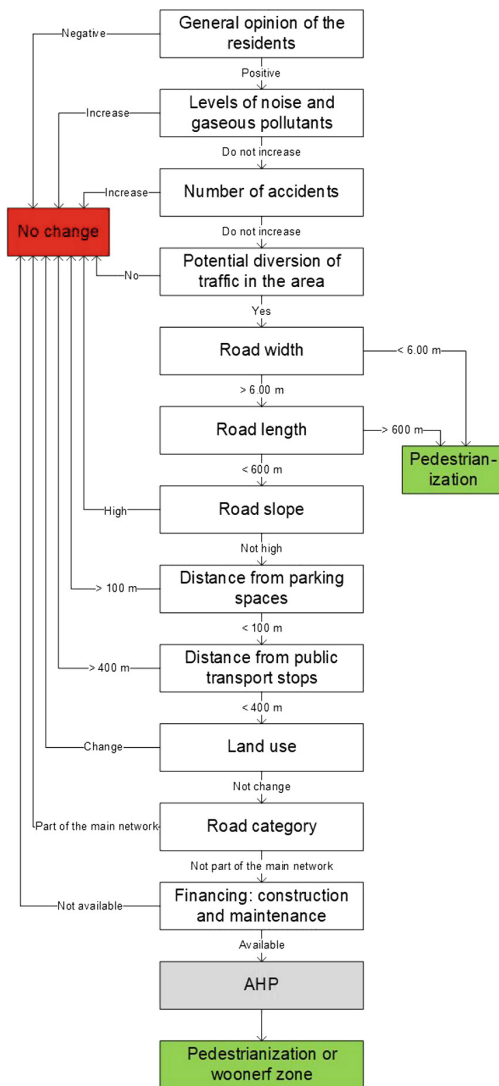 General opinion of the
residents
Negative
Positive
Levels of noise and
gaseous pollutants
Increase
Do not increase
Number of accidents
Increase
Do not increase
No change
Potential diversion of
traffic in the area
No
Yes
Road width
< 6.00 m
> 6.00 m
Road length
> 600 m
< 600 m
Pedestrian-
ization
Road slope
High
Not high
Distance from parking
spaces
> 100 m
< 100 m
Distance from public
transport stops
> 400 m
< 400 m
Land use
Change
Not change
Road category
Part of the main network
Not part of the main network
Financing: construction
and maintenance
Not available
Available
AHP
Pedestrianization or
woonerf zone